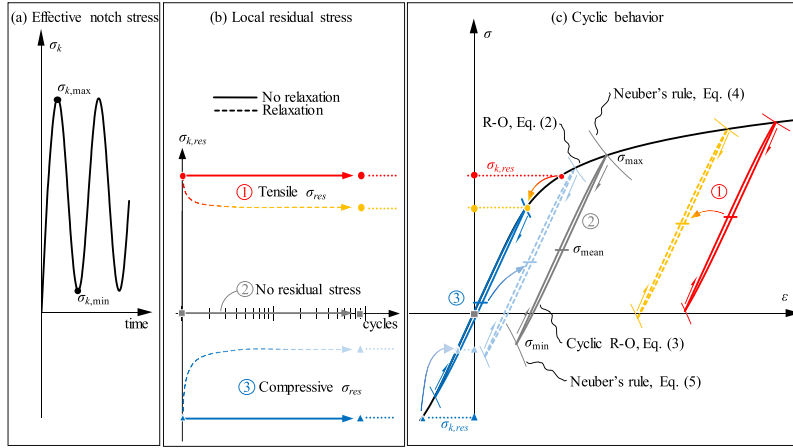 (a) Effective notch stress
σk
σk,max
σk,min
time
(b) Local residual stress
No relaxation
Relaxation
σk,res
① Tensile σres
② No residual stress
cycles
③ Compressive σres
(c) Cyclic behavior
σ
Neuber's rule, Eq. (4)
R-O, Eq. (2)
σk,res
σmax
①
②
σmean
③
ε
σmin
Cyclic R-O, Eq. (3)
Neuber's rule, Eq. (5)
σk,res